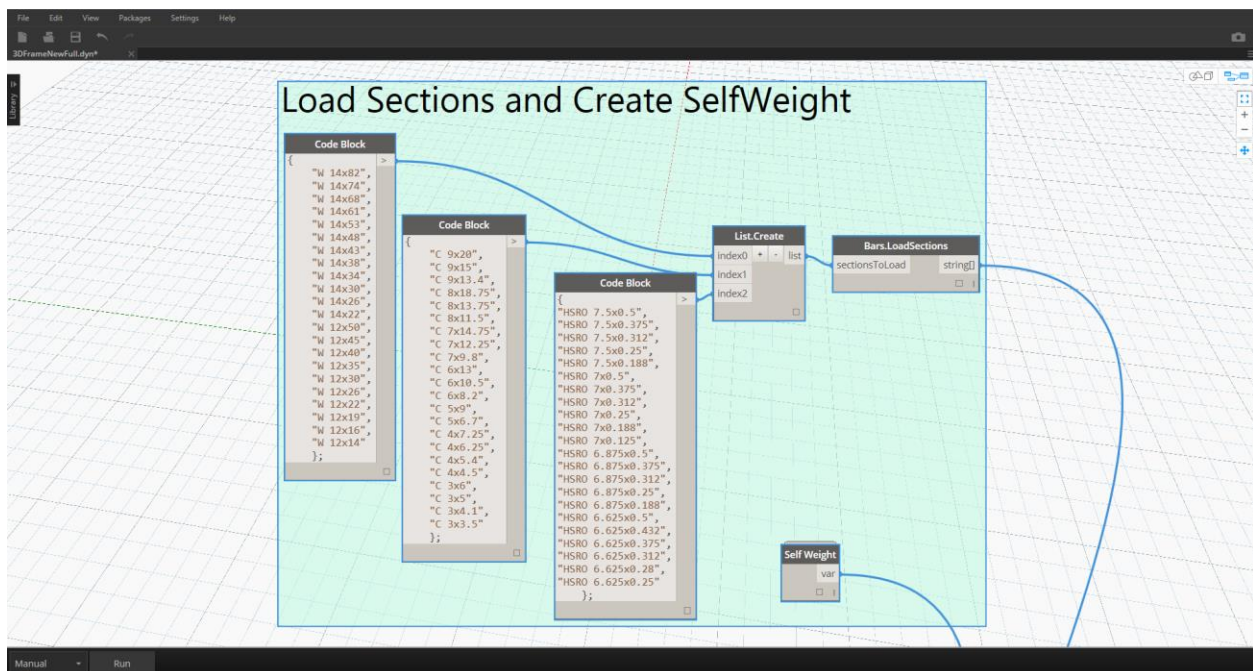 File Edit View Packages Settings Help
3DFrameNewFull.dyn* ×
Library
Load Sections and Create SelfWeight
Code Block
{ >
"W 14x82",
"W 14x74",
"W 14x68",
"W 14x61",
"W 14x53",
"W 14x48",
"W 14x43",
"W 14x38",
"W 14x34",
"W 14x30",
"W 14x26",
"W 14x22",
"W 12x50",
"W 12x45",
"W 12x40",
"W 12x35",
"W 12x30",
"W 12x26",
"W 12x22",
"W 12x19",
"W 12x16",
"W 12x14"
};
Code Block
{ >
"C 9x20",
"C 9x15",
"C 9x13.4",
"C 8x18.75",
"C 8x13.75",
"C 8x11.5",
"C 7x14.75",
"C 7x12.25",
"C 7x9.8",
"C 6x13",
"C 6x10.5",
"C 6x8.2",
"C 5x9",
"C 5x6.7",
"C 4x7.25",
"C 4x6.25",
"C 4x5.4",
"C 4x4.5",
"C 3x6",
"C 3x5",
"C 3x4.1",
"C 3x3.5"
};
Code Block
{ >
"HSRO 7.5x0.5",
"HSRO 7.5x0.375",
"HSRO 7.5x0.312",
"HSRO 7.5x0.25",
"HSRO 7.5x0.188",
"HSRO 7x0.5",
"HSRO 7x0.375",
"HSRO 7x0.312",
"HSRO 7x0.25",
"HSRO 7x0.188",
"HSRO 7x0.125",
"HSRO 6.875x0.5",
"HSRO 6.875x0.375",
"HSRO 6.875x0.312",
"HSRO 6.875x0.25",
"HSRO 6.875x0.188",
"HSRO 6.625x0.5",
"HSRO 6.625x0.432",
"HSRO 6.625x0.375",
"HSRO 6.625x0.312",
"HSRO 6.625x0.28",
"HSRO 6.625x0.25"
};
List.Create
index0 + - list
index1
index2
Bars.LoadSections
sectionsToLoad string[]
Self Weight
var
Manual Run